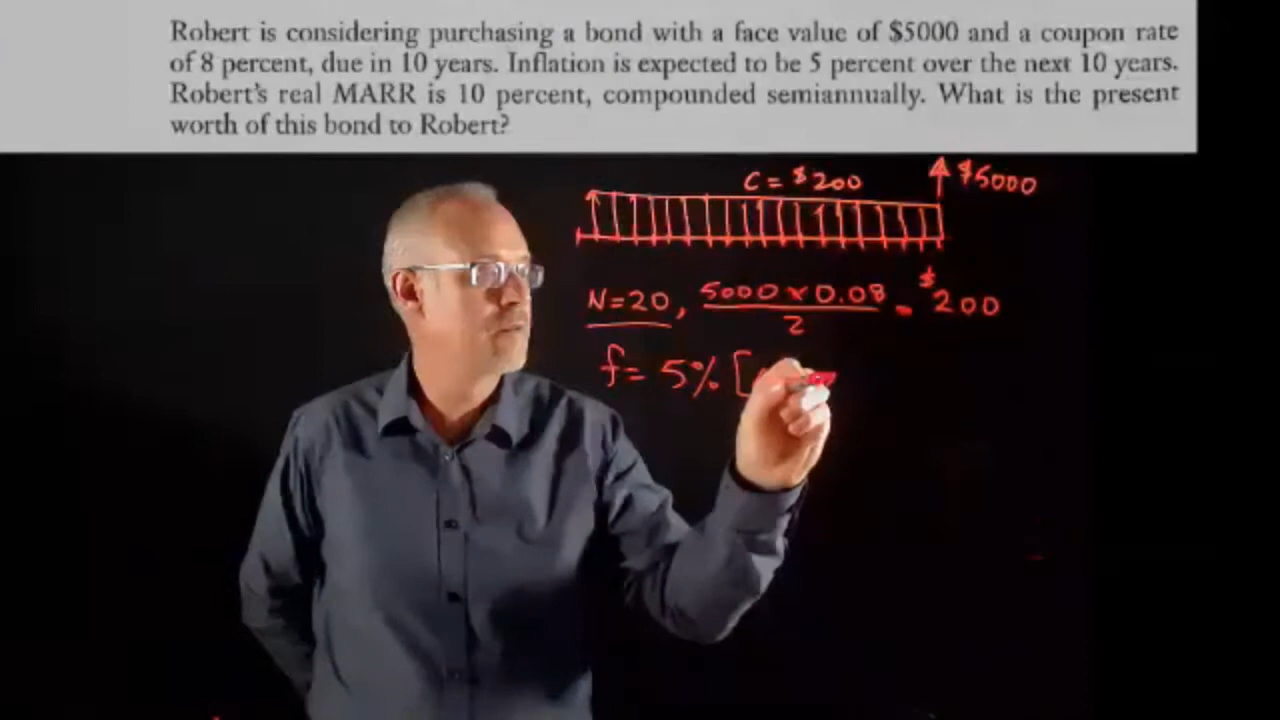 Robert is considering purchasing a bond with a face value of $5000 and a coupon rate
of 8 percent, due in 10 years. Inflation is expected to be 5 percent over the next 10 years.
Robert's real MARR is 10 percent, compounded semiannually. What is the present
worth of this bond to Robert?
C = $200 $5000
N=20, 5000 x 0.08 / 2 = $200
f= 5% [